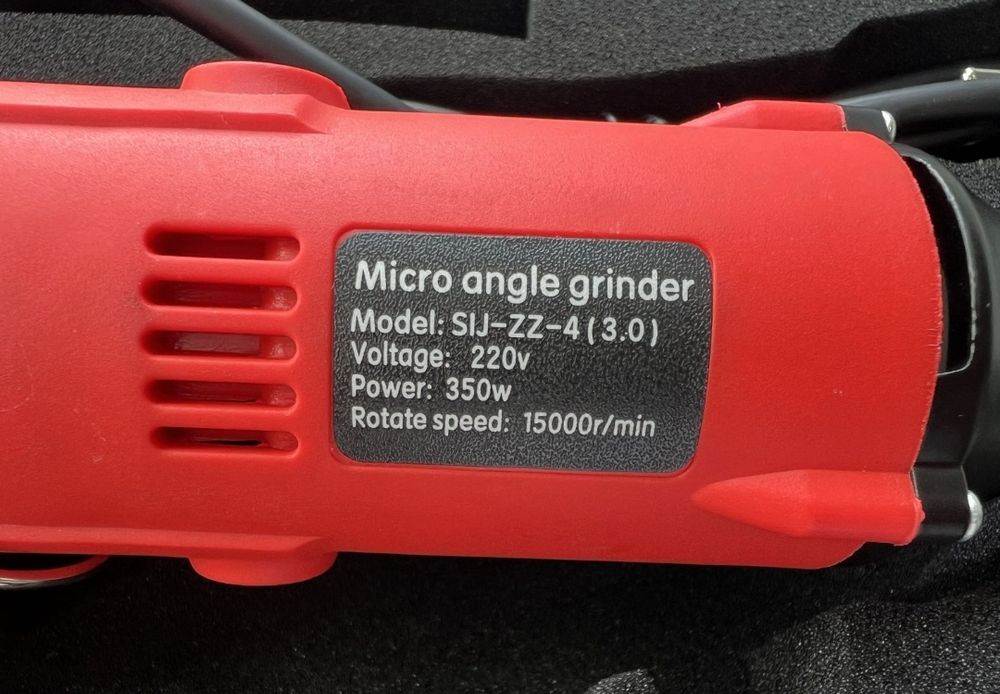 Micro angle grinder
Model: SIJ-ZZ-4(3.0)
Voltage: 220v
Power: 350w
Rotate speed: 15000r/min